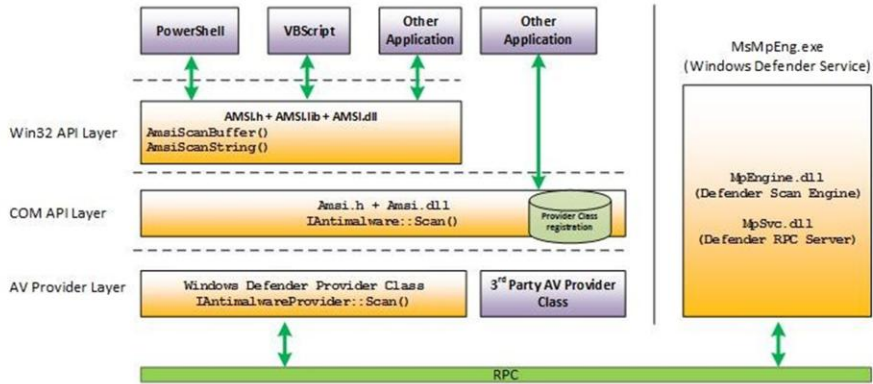 PowerShell
VBScript
Other
Application
Other
Application
MsMpEng.exe
(Windows Defender Service)
Win32 API Layer
AMSI.h + AMSI.lib + AMSI.dll
AmsiScanBuffer()
AmsiScanString()
COM API Layer
Amsi.h + Amsi.dll
IAntimalware::Scan()
Provider Class
registration
MpEngine.dll
(Defender Scan Engine)
MpSvc.dll
(Defender RPC Server)
AV Provider Layer
Windows Defender Provider Class
IAntimalwareProvider::Scan()
3rd Party AV Provider
Class
RPC